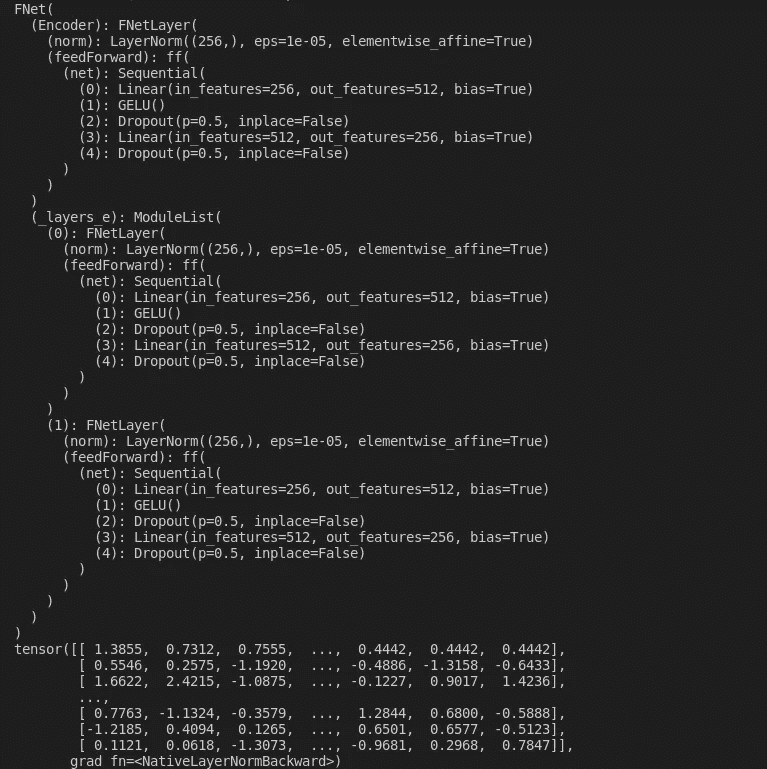 FNet(
  (Encoder): FNetLayer(
    (norm): LayerNorm((256,), eps=1e-05, elementwise_affine=True)
    (feedForward): ff(
      (net): Sequential(
        (0): Linear(in_features=256, out_features=512, bias=True)
        (1): GELU()
        (2): Dropout(p=0.5, inplace=False)
        (3): Linear(in_features=512, out_features=256, bias=True)
        (4): Dropout(p=0.5, inplace=False)
      )
    )
  )
  (_layers_e): ModuleList(
    (0): FNetLayer(
      (norm): LayerNorm((256,), eps=1e-05, elementwise_affine=True)
      (feedForward): ff(
        (net): Sequential(
          (0): Linear(in_features=256, out_features=512, bias=True)
          (1): GELU()
          (2): Dropout(p=0.5, inplace=False)
          (3): Linear(in_features=512, out_features=256, bias=True)
          (4): Dropout(p=0.5, inplace=False)
        )
      )
    )
    (1): FNetLayer(
      (norm): LayerNorm((256,), eps=1e-05, elementwise_affine=True)
      (feedForward): ff(
        (net): Sequential(
          (0): Linear(in_features=256, out_features=512, bias=True)
          (1): GELU()
          (2): Dropout(p=0.5, inplace=False)
          (3): Linear(in_features=512, out_features=256, bias=True)
          (4): Dropout(p=0.5, inplace=False)
        )
      )
    )
  )
)
tensor([[ 1.3855,  0.7312,  0.7555,  ...,  0.4442,  0.4442,  0.4442],
        [ 0.5546,  0.2575, -1.1920,  ..., -0.4886, -1.3158, -0.6433],
        [ 1.6622,  2.4215, -1.0875,  ..., -0.1227,  0.9017,  1.4236],
        ...,
        [ 0.7763, -1.1324, -0.3579,  ...,  1.2844,  0.6800, -0.5888],
        [-1.2185,  0.4094,  0.1265,  ...,  0.6501,  0.6577, -0.5123],
        [ 0.1121,  0.0618, -1.3073,  ..., -0.9681,  0.2968,  0.7847]],
       grad_fn=<NativeLayerNormBackward>)